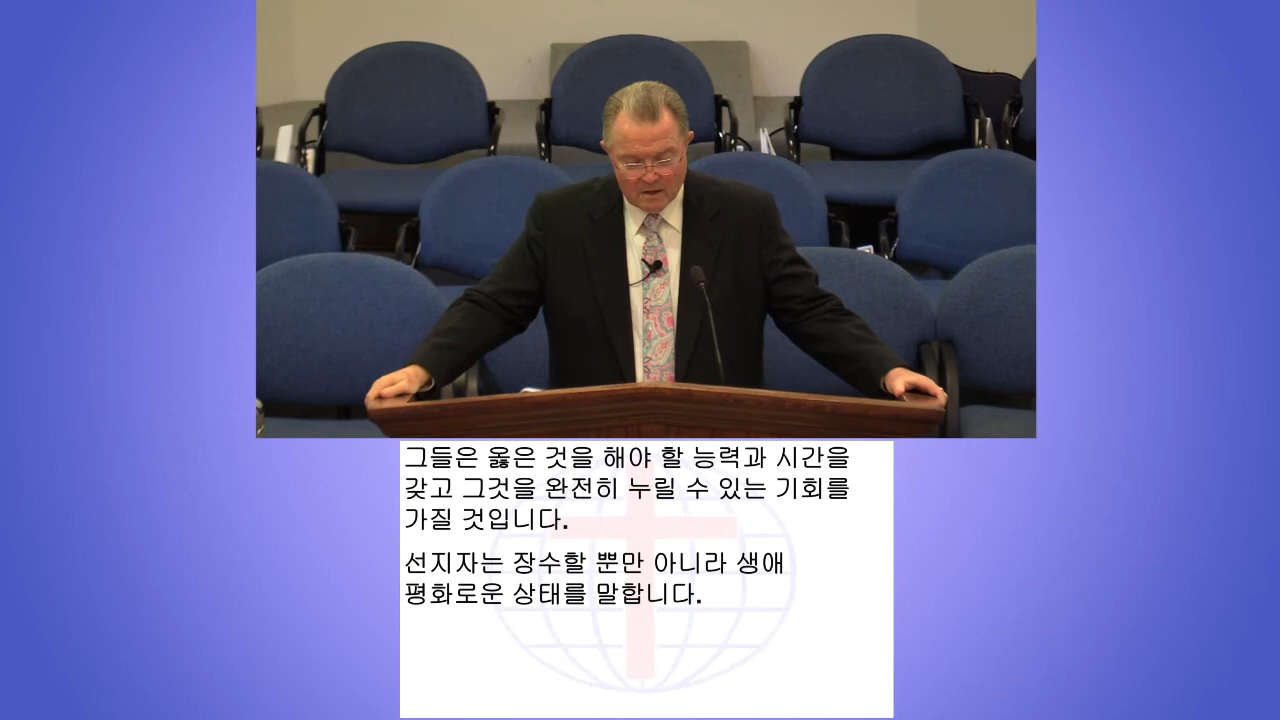 그들은 옳은 것을 해야 할 능력과 시간을
갖고 그것을 완전히 누릴 수 있는 기회를
가질 것입니다.
선지자는 장수할 뿐만 아니라 생애
평화로운 상태를 말합니다.